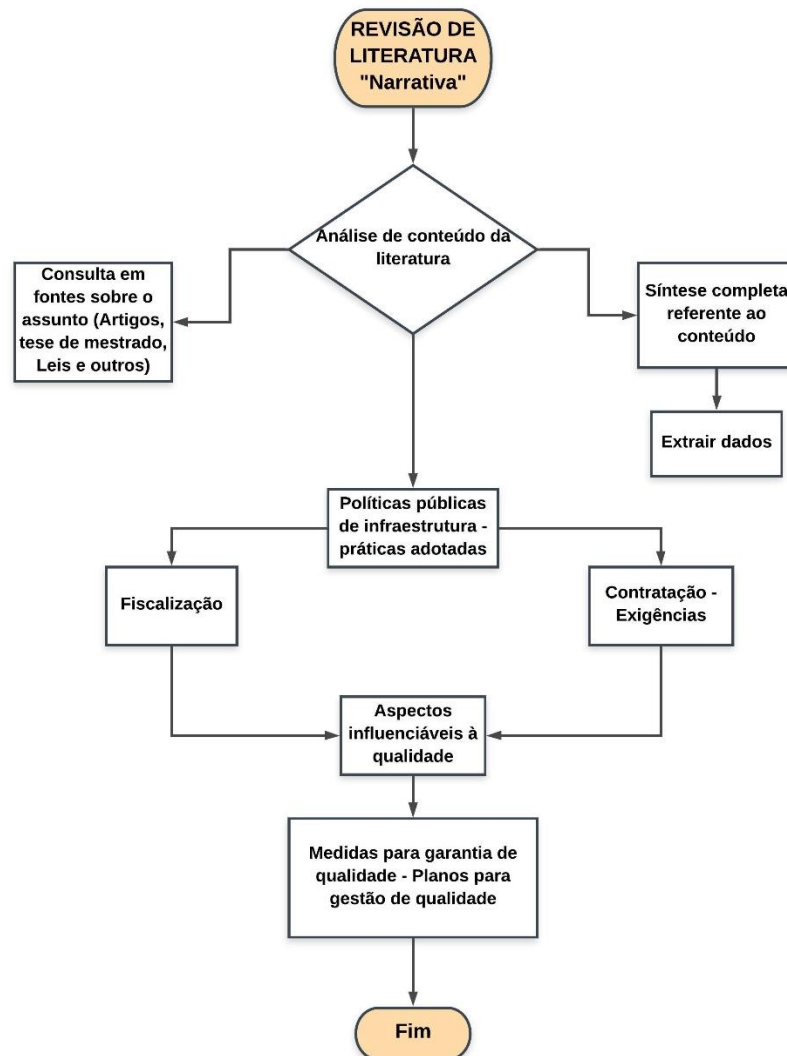 REVISÃO DE
LITERATURA
"Narrativa"
Análise de conteúdo da
literatura
Consulta em
fontes sobre o
assunto (Artigos,
tese de mestrado,
Leis e outros)
Síntese completa
referente ao
conteúdo
Extrair dados
Políticas públicas
de infraestrutura -
práticas adotadas
Fiscalização
Contratação -
Exigências
Aspectos
influenciáveis à
qualidade
Medidas para garantia de
qualidade - Planos para
gestão de qualidade
Fim